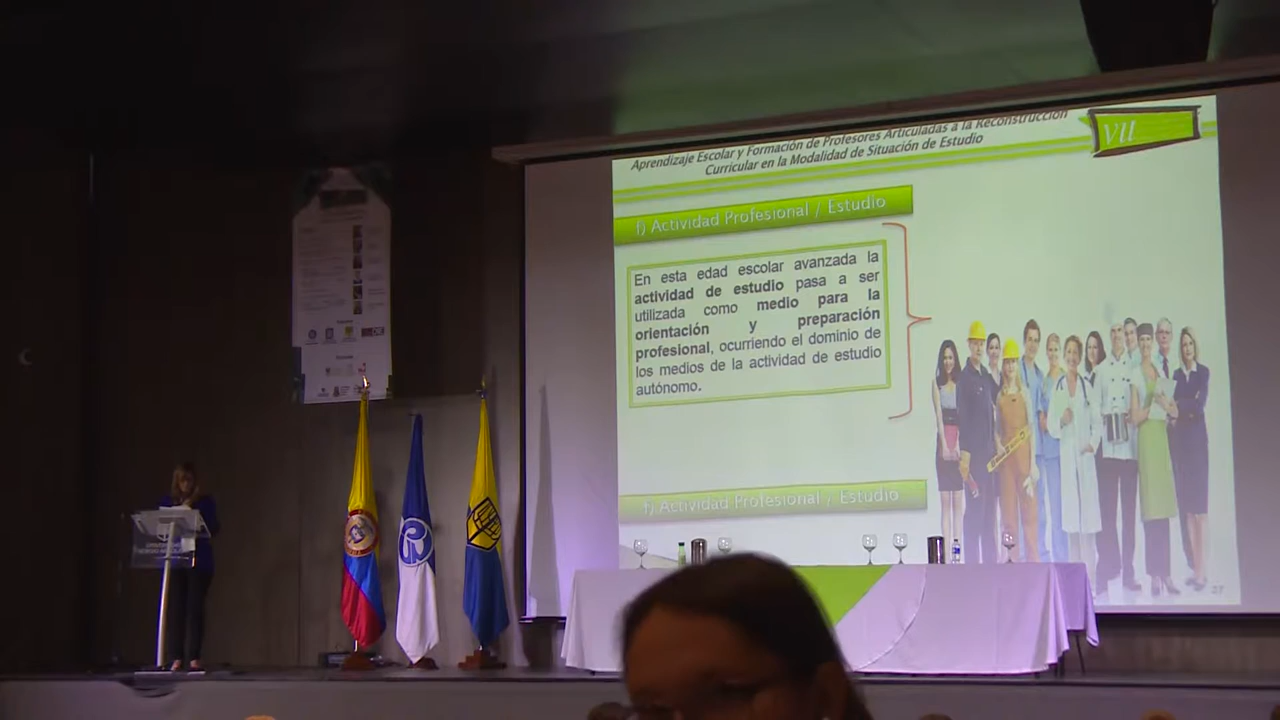 Aprendizaje Escolar y Formación de Profesores Articuladas a la Reconstrucción
Curricular en la Modalidad de Situación de Estudio
VII
f) Actividad Profesional / Estudio
En esta edad escolar avanzada la
actividad de estudio pasa a ser
utilizada como medio para la
orientación y preparación
profesional, ocurriendo el dominio de
los medios de la actividad de estudio
autónomo.
f) Actividad Profesional / Estudio
27